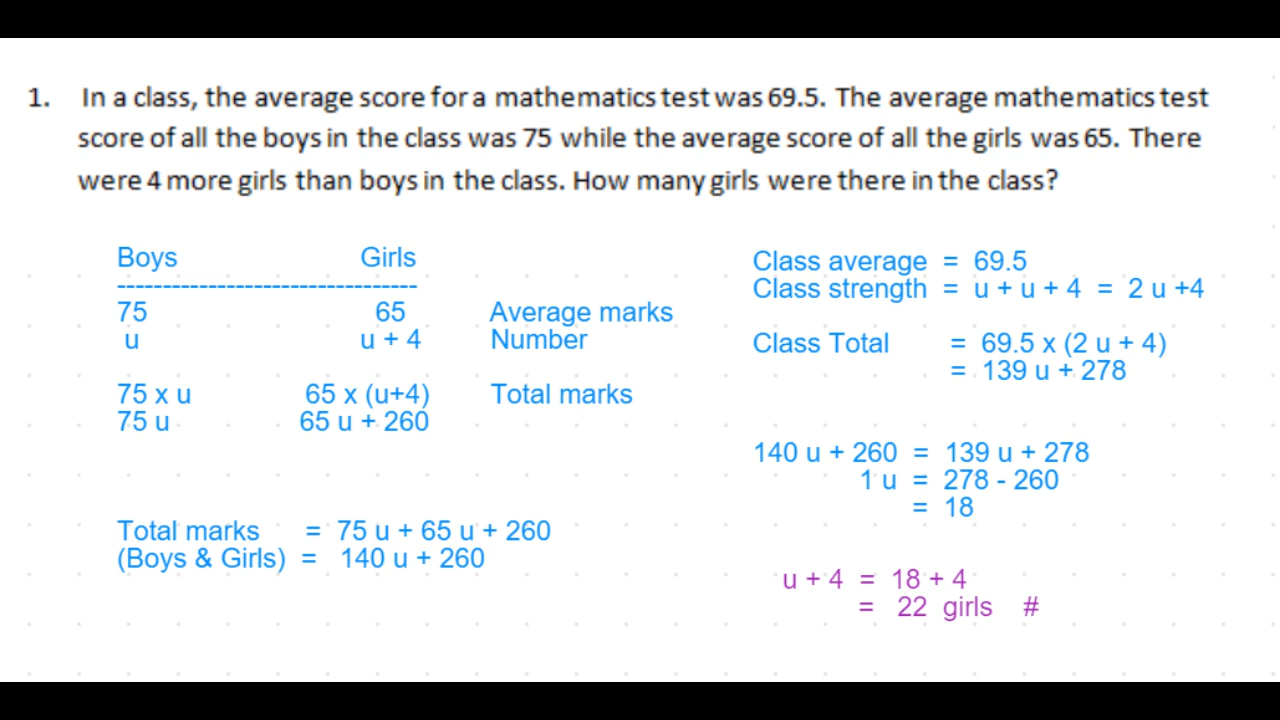 1. In a class, the average score for a mathematics test was 69.5. The average mathematics test
score of all the boys in the class was 75 while the average score of all the girls was 65. There
were 4 more girls than boys in the class. How many girls were there in the class?
Boys Girls
---------------------------------
75 65 Average marks
u u + 4 Number
75 x u 65 x (u+4) Total marks
75 u 65 u + 260
Total marks = 75 u + 65 u + 260
(Boys & Girls) = 140 u + 260
Class average = 69.5
Class strength = u + u + 4 = 2 u +4
Class Total = 69.5 x (2 u + 4)
= 139 u + 278
140 u + 260 = 139 u + 278
1 u = 278 - 260
= 18
u + 4 = 18 + 4
= 22 girls #